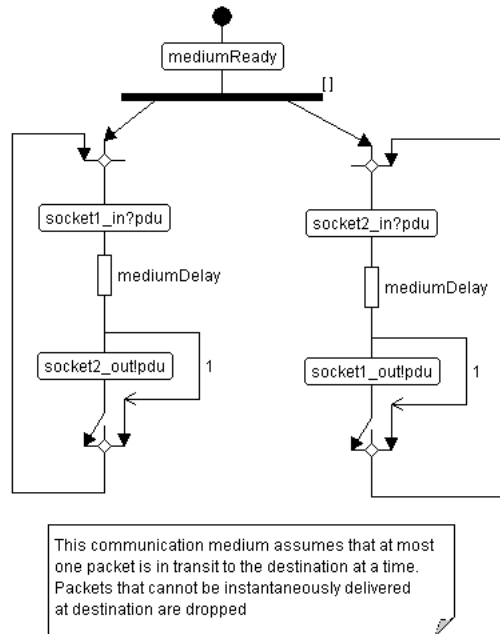 mediumReady
[ ]
socket1_in?pdu
socket2_in?pdu
mediumDelay
mediumDelay
socket2_out!pdu
1
socket1_out!pdu
1
This communication medium assumes that at most
one packet is in transit to the destination at a time.
Packets that cannot be instantaneously delivered
at destination are dropped